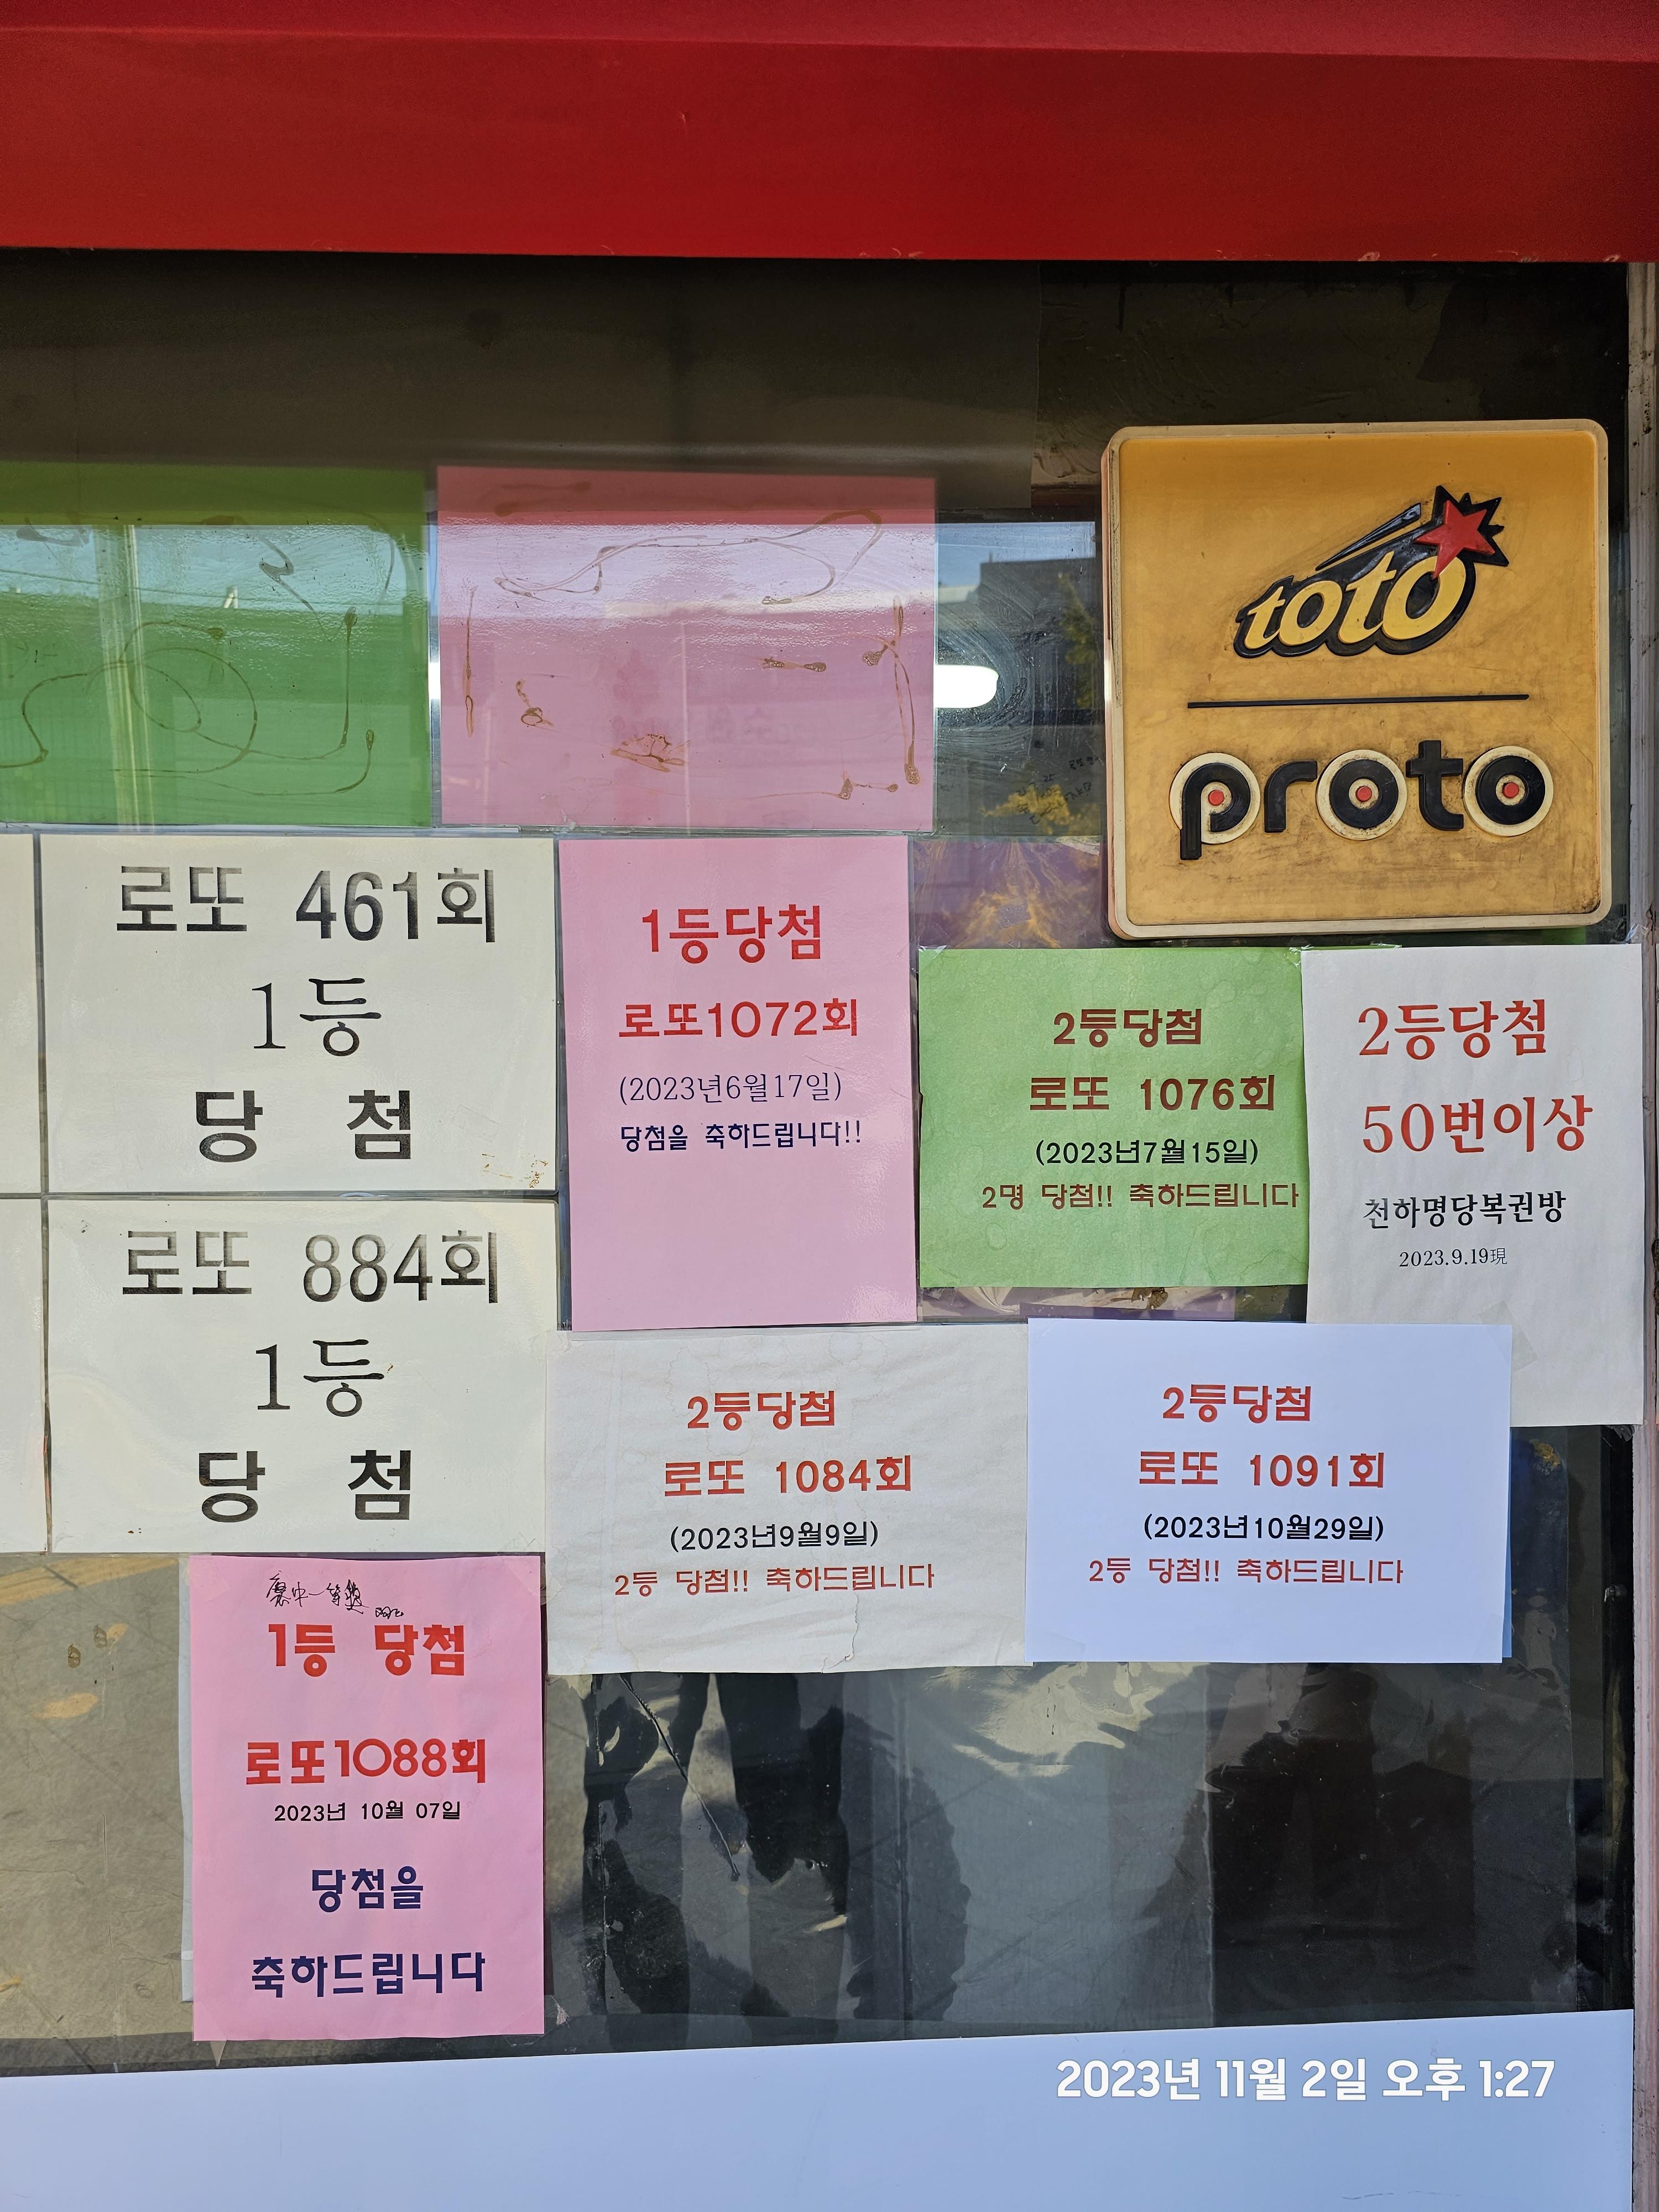 toto
proto
로또 461회
1등
당 첨
1등당첨
로또1072회
(2023년6월17일)
당첨을 축하드립니다!!
2등당첨
로또 1076회
(2023년7월15일)
2명 당첨!! 축하드립니다
2등당첨
50번이상
천하명당복권방
2023.9.19現
로또 884회
1등
당 첨
2등당첨
로또 1084회
(2023년9월9일)
2등 당첨!! 축하드립니다
2등당첨
로또 1091회
(2023년10월29일)
2등 당첨!! 축하드립니다
1등 당첨
로또1088회
2023년 10월 07일
당첨을
축하드립니다
2023년 11월 2일 오후 1:27